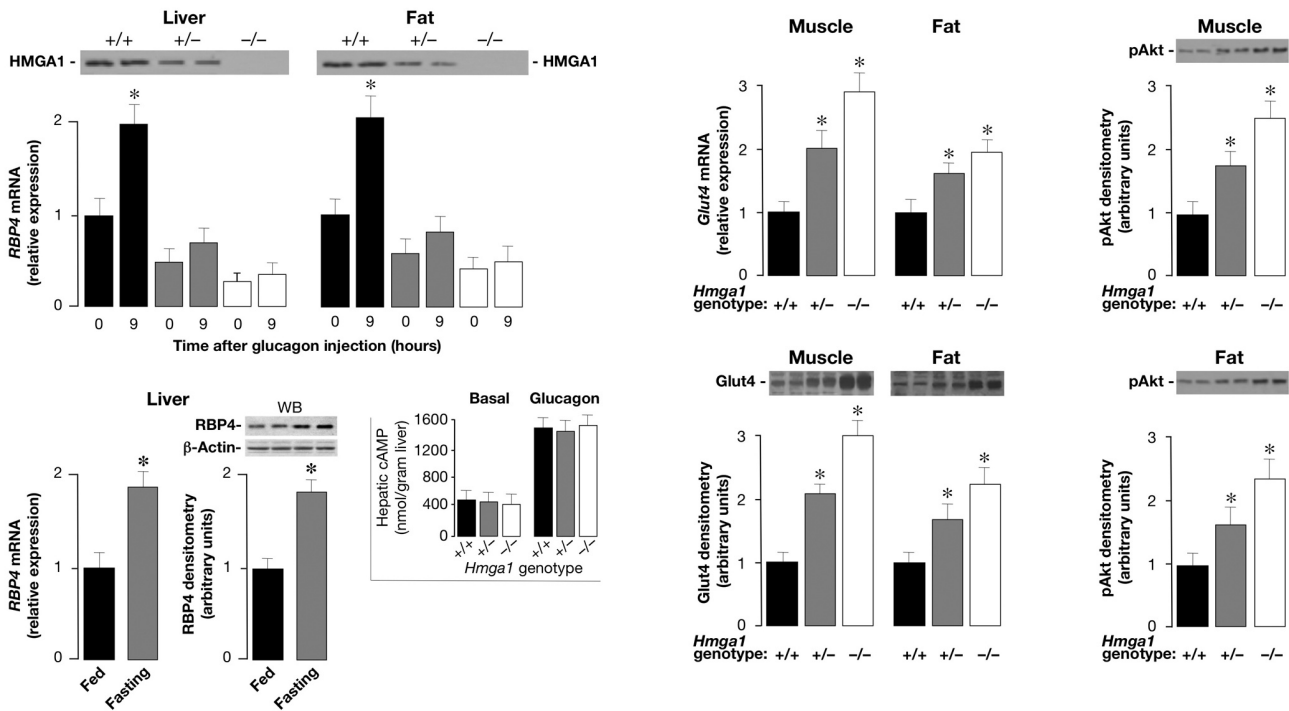 Liver
Fat
+/+ +/− −/−
+/+ +/− −/−
HMGA1 -
- HMGA1
RBP4 mRNA
(relative expression)
2
1
0
*
*
0 9 0 9 0 9
0 9 0 9 0 9
Time after glucagon injection (hours)
Liver
WB
RBP4-
β-Actin-
RBP4 mRNA
(relative expression)
2
1
0
*
Fed
Fasting
RBP4 densitometry
(arbitrary units)
2
1
0
*
Fed
Fasting
Basal
Glucagon
Hepatic cAMP
(nmol/gram liver)
1600
1200
800
400
0
+/+ +/− −/−
+/+ +/− −/−
Hmga1 genotype
Muscle
Fat
Glut4 mRNA
(relative expression)
3
2
1
0
* *
* *
Hmga1
genotype: +/+ +/− −/− +/+ +/− −/−
Muscle
Fat
Glut4 -
Glut4 densitometry
(arbitrary units)
3
2
1
0
* *
* *
Hmga1
genotype: +/+ +/− −/− +/+ +/− −/−
Muscle
pAkt -
pAkt densitometry
(arbitrary units)
3
2
1
0
* *
Hmga1
genotype: +/+ +/− −/−
Fat
pAkt -
pAkt densitometry
(arbitrary units)
3
2
1
0
* *
Hmga1
genotype: +/+ +/− −/−